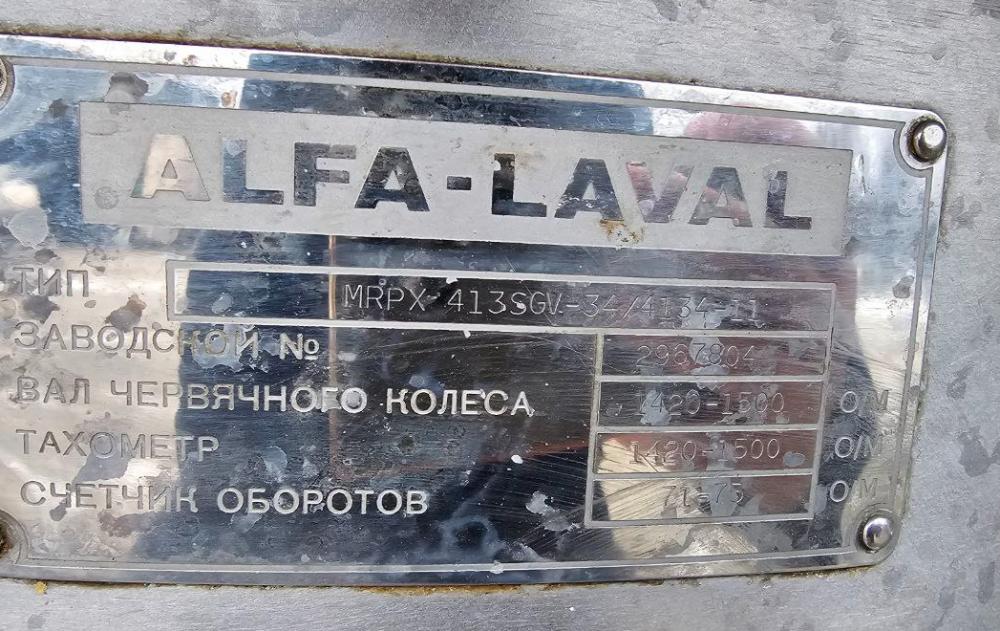 ALFA-LAVAL
ТИП MRPX 413SGV-34/4134-11
ЗАВОДСКОЙ № 2967804
ВАЛ ЧЕРВЯЧНОГО КОЛЕСА 1420-1500 О/М
ТАХОМЕТР 1420-1500 О/М
СЧЕТЧИК ОБОРОТОВ 71-75 О/М